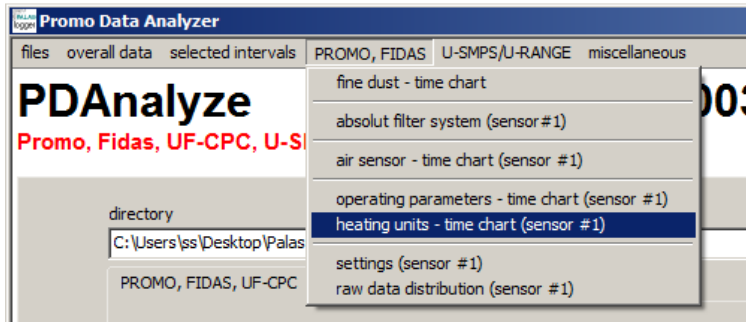 PALAS
logger
Promo Data Analyzer
files overall data selected intervals PROMO, FIDAS U-SMPS/U-RANGE miscellaneous
PDAnalyze
003
Promo, Fidas, UF-CPC, U-S
fine dust - time chart
absolut filter system (sensor#1)
air sensor - time chart (sensor #1)
operating parameters - time chart (sensor #1)
heating units - time chart (sensor #1)
settings (sensor #1)
raw data distribution (sensor #1)
directory
C:\Users\ss\Desktop\Palas
PROMO, FIDAS, UF-CPC